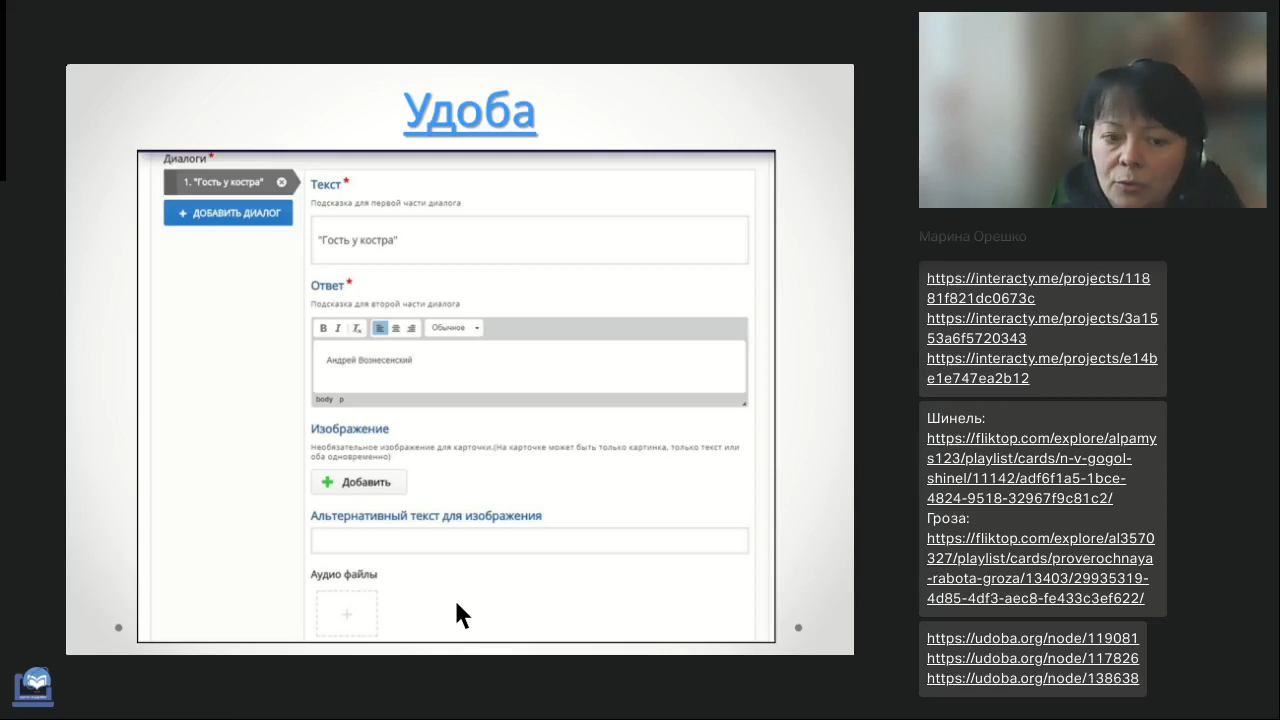 Удоба
Диалоги *
1. "Гость у костра"
+ ДОБАВИТЬ ДИАЛОГ
Текст *
Подсказка для первой части диалога
"Гость у костра"
Ответ *
Подсказка для второй части диалога
B I Tx Обычное
Андрей Вознесенский
body p
Изображение
Необязательное изображение для карточки.(На карточке может быть только картинка, только текст или
оба одновременно)
Добавить
Альтернативный текст для изображения
Аудио файлы
+
Марина Орешко
https://interacty.me/projects/118
81f821dc0673c
https://interacty.me/projects/3a15
53a6f5720343
https://interacty.me/projects/e14b
e1e747ea2b12
Шинель:
https://fliktop.com/explore/alpamy
s123/playlist/cards/n-v-gogol-
shinel/11142/adf6f1a5-1bce-
4824-9518-32967f9c81c2/
Гроза:
https://fliktop.com/explore/al3570
327/playlist/cards/proverochnaya
-rabota-groza/13403/29935319-
4d85-4df3-aec8-fe433c3ef622/
https://udoba.org/node/119081
https://udoba.org/node/117826
https://udoba.org/node/138638